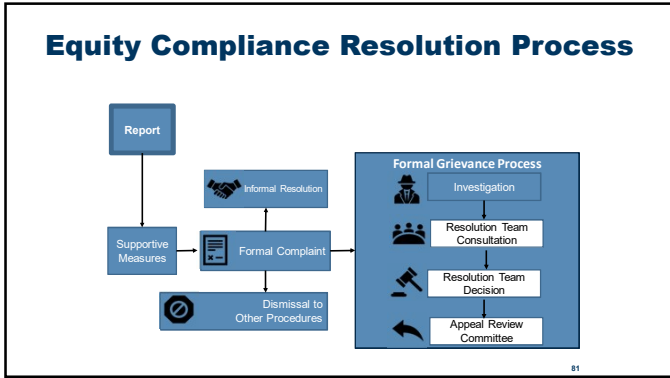 Equity Compliance Resolution Process
Report
Supportive
Measures
Informal Resolution
Formal Complaint
Dismissal to
Other Procedures
Formal Grievance Process
Investigation
Resolution Team
Consultation
Resolution Team
Decision
Appeal Review
Committee
81